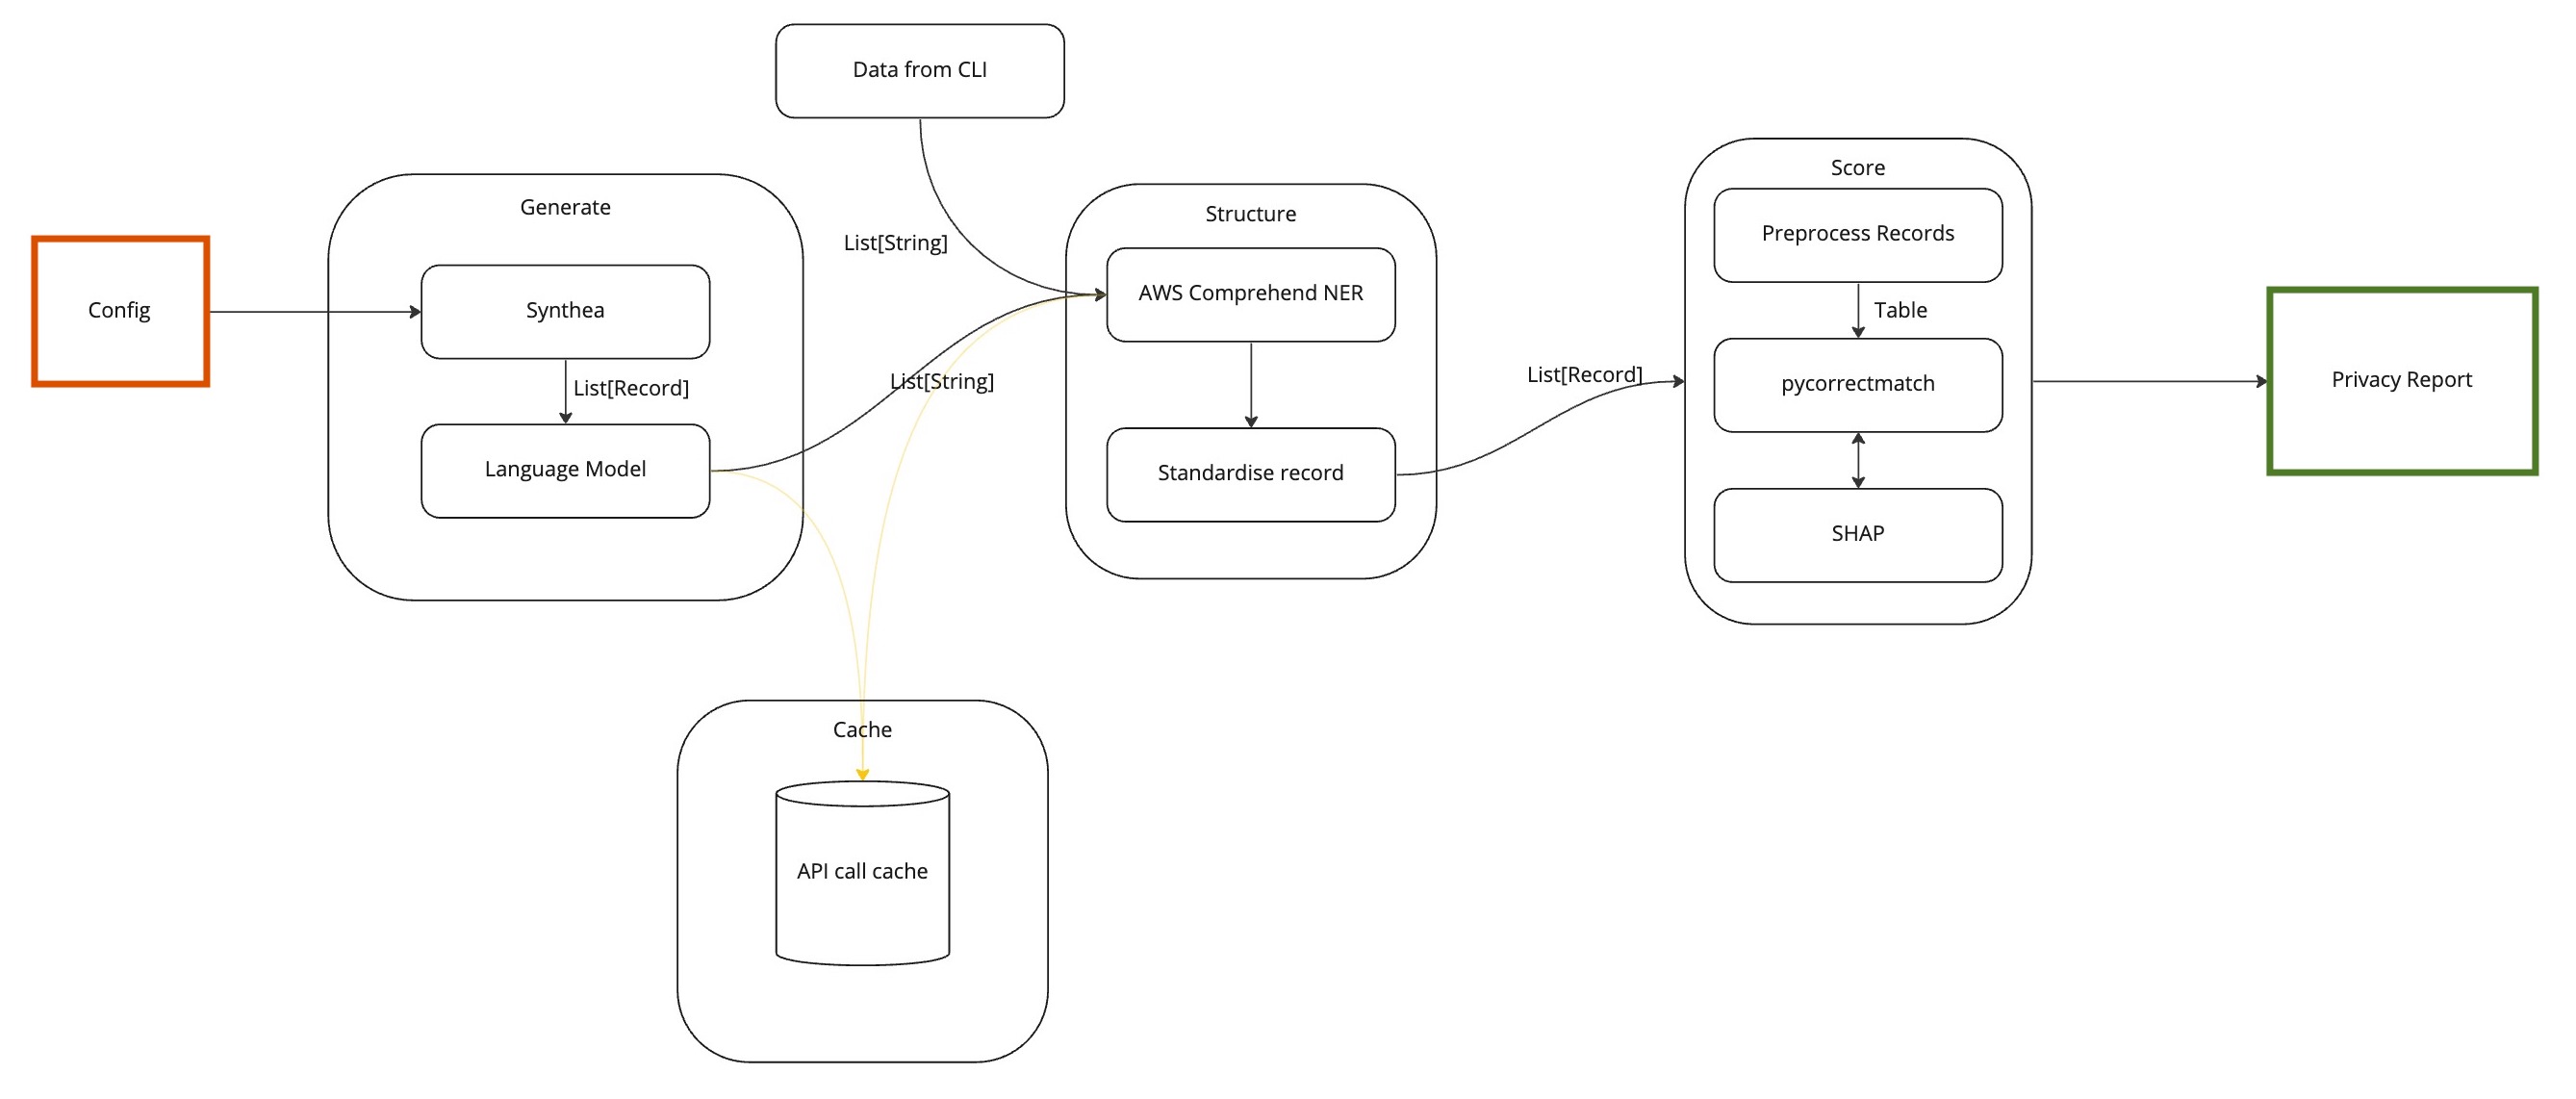 Data from CLI
Generate
Config
Synthea
List[Record]
Language Model
List[String]
List[String]
Structure
AWS Comprehend NER
Standardise record
List[Record]
Score
Preprocess Records
Table
pycorrectmatch
SHAP
Privacy Report
Cache
API call cache